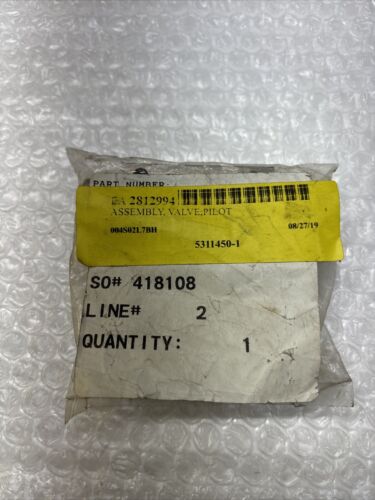 PART NUMBER:
EA 2812994
ASSEMBLY, VALVE,PILOT
004S021.7BH 08/27/19
5311450-1
SO# 418108
LINE# 2
QUANTITY: 1